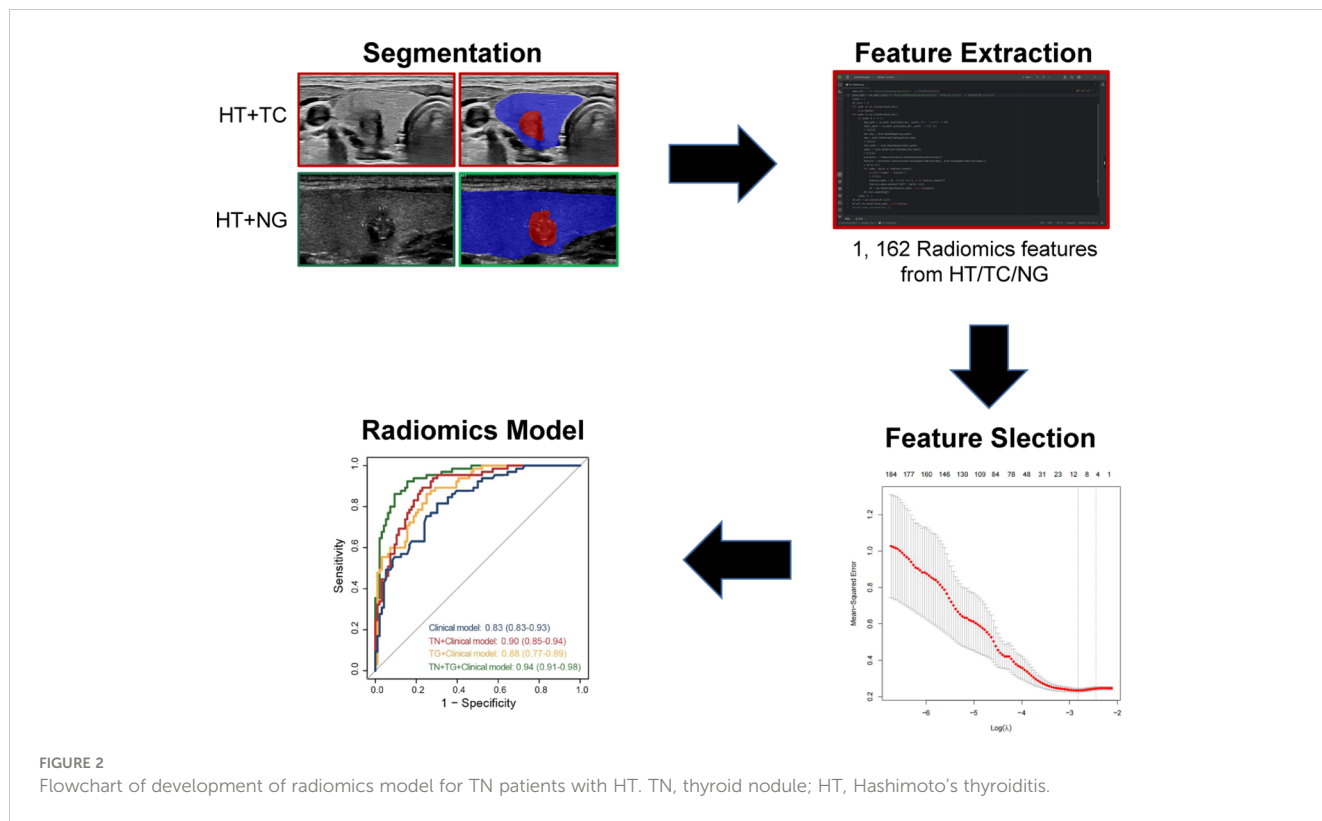 Segmentation
HT+TC
HT+NG
Feature Extraction
1, 162 Radiomics features
from HT/TC/NG
Feature Slection
184 177 160 146 130 109 84 78 48 31 23 12 8 4 1
Mean-Squared Error
1.2
1.0
0.8
0.6
0.4
0.2
-6 -5 -4 -3 -2
Log(λ)
Radiomics Model
Sensitivity
1.0
0.8
0.6
0.4
0.2
0.0
Clinical model: 0.83 (0.83-0.93)
TN+Clinical model: 0.90 (0.85-0.94)
TG+Clinical model: 0.88 (0.77-0.89)
TN+TG+Clinical model: 0.94 (0.91-0.98)
0.0 0.2 0.4 0.6 0.8 1.0
1 − Specificity
FIGURE 2
Flowchart of development of radiomics model for TN patients with HT. TN, thyroid nodule; HT, Hashimoto's thyroiditis.